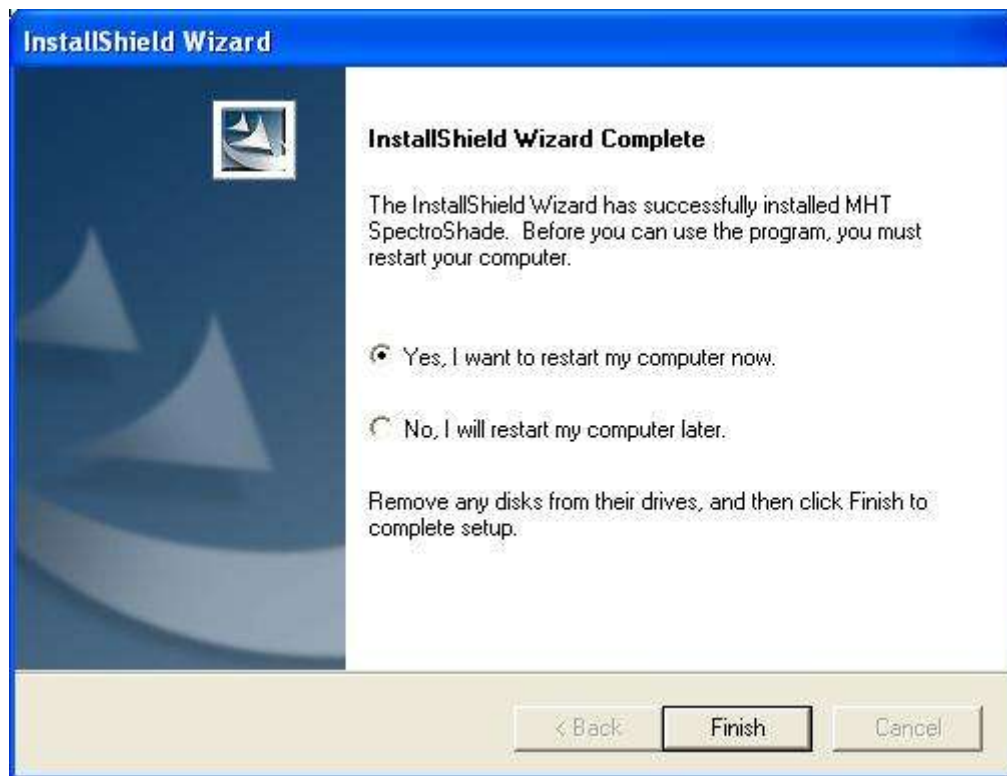 InstallShield Wizard
InstallShield Wizard Complete
The InstallShield Wizard has successfully installed MHT
SpectroShade.  Before you can use the program, you must
restart your computer.
Yes, I want to restart my computer now.
No, I will restart my computer later.
Remove any disks from their drives, and then click Finish to
complete setup.
< Back
Finish
Cancel